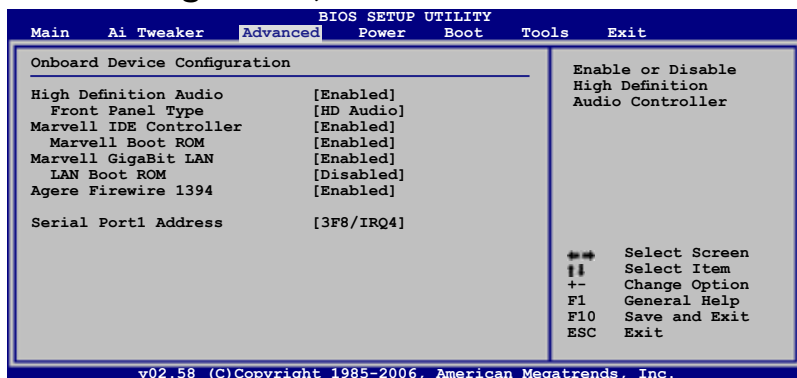 BIOS SETUP UTILITY
Main Ai Tweaker Advanced Power Boot Tools Exit
Onboard Device Configuration
High Definition Audio [Enabled]
Front Panel Type [HD Audio]
Marvell IDE Controller [Enabled]
Marvell Boot ROM [Enabled]
Marvell GigaBit LAN [Enabled]
LAN Boot ROM [Disabled]
Agere Firewire 1394 [Enabled]
Serial Port1 Address [3F8/IRQ4]
Enable or Disable
High Definition
Audio Controller
←→ Select Screen
↑↓ Select Item
+- Change Option
F1 General Help
F10 Save and Exit
ESC Exit
v02.58 (C)Copyright 1985-2006, American Megatrends, Inc.